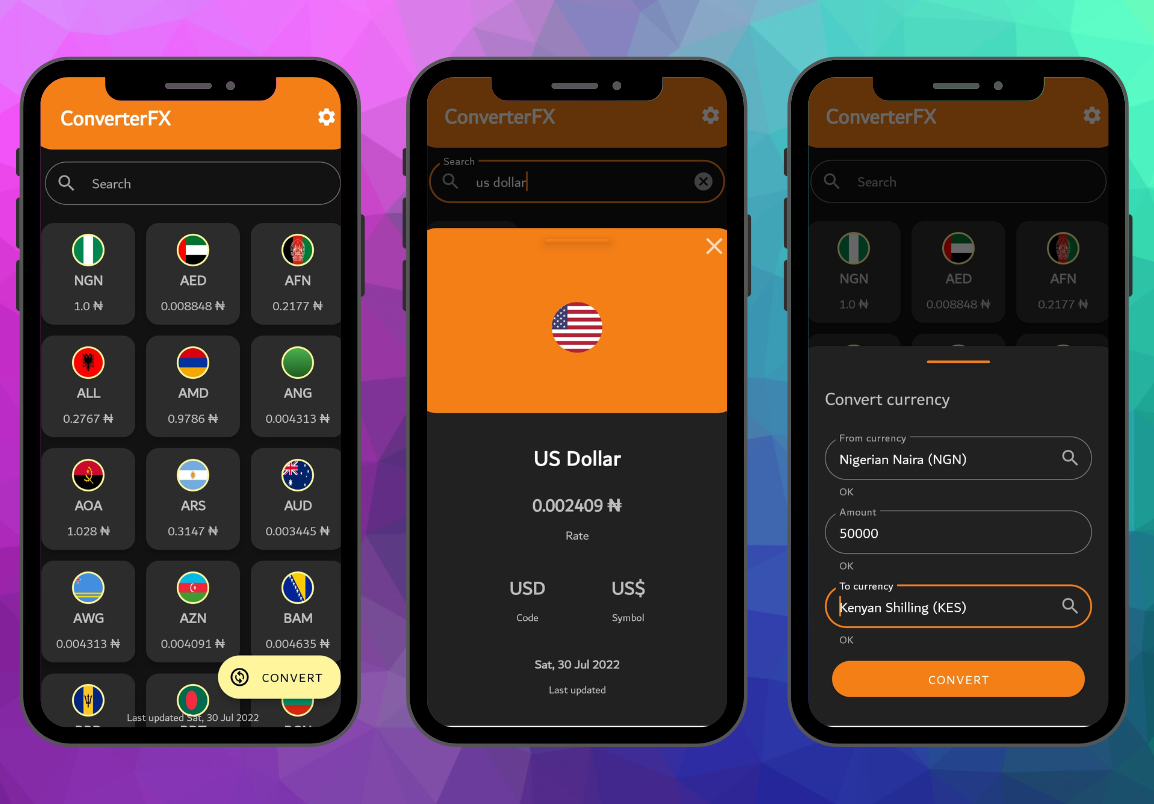 ConverterFX
Search
NGN
AED
AFN
1.0 ₦
0.008848 ₦
0.2177 ₦
ALL
AMD
ANG
0.2767 ₦
0.9786 ₦
0.004313 ₦
AOA
ARS
AUD
1.028 ₦
0.3147 ₦
0.003445 ₦
AWG
AZN
BAM
0.004313 ₦
0.004091 ₦
0.004635 ₦
CONVERT
Last updated Sat, 30 Jul 2022
ConverterFX
Search
us dollar
US Dollar
0.002409 ₦
Rate
USD
US$
Code
Symbol
Sat, 30 Jul 2022
Last updated
ConverterFX
Search
NGN
AED
AFN
1.0 ₦
0.008848 ₦
0.2177 ₦
Convert currency
From currency
Nigerian Naira (NGN)
OK
Amount
50000
OK
To currency
Kenyan Shilling (KES)
OK
CONVERT